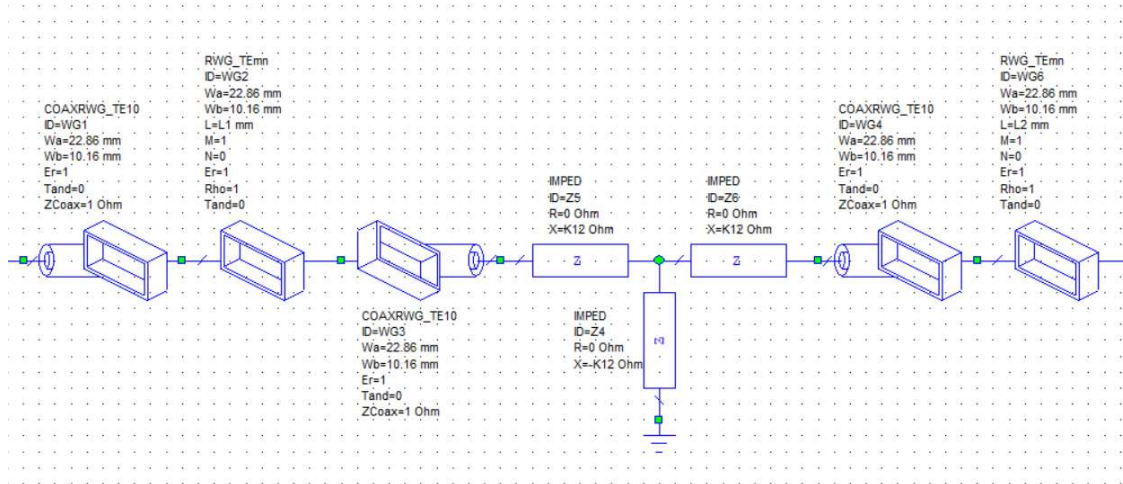 COAXRWG_TE10
ID=WG1
Wa=22.86 mm
Wb=10.16 mm
Er=1
Tand=0
ZCoax=1 Ohm
RWG_TEmn
ID=WG2
Wa=22.86 mm
Wb=10.16 mm
L=L1 mm
M=1
N=0
Er=1
Rho=1
Tand=0
COAXRWG_TE10
ID=WG3
Wa=22.86 mm
Wb=10.16 mm
Er=1
Tand=0
ZCoax=1 Ohm
IMPED
ID=Z5
R=0 Ohm
X=K12 Ohm
Z
IMPED
ID=Z4
R=0 Ohm
X=-K12 Ohm
Z
IMPED
ID=Z6
R=0 Ohm
X=K12 Ohm
Z
COAXRWG_TE10
ID=WG4
Wa=22.86 mm
Wb=10.16 mm
Er=1
Tand=0
ZCoax=1 Ohm
RWG_TEmn
ID=WG6
Wa=22.86 mm
Wb=10.16 mm
L=L2 mm
M=1
N=0
Er=1
Rho=1
Tand=0